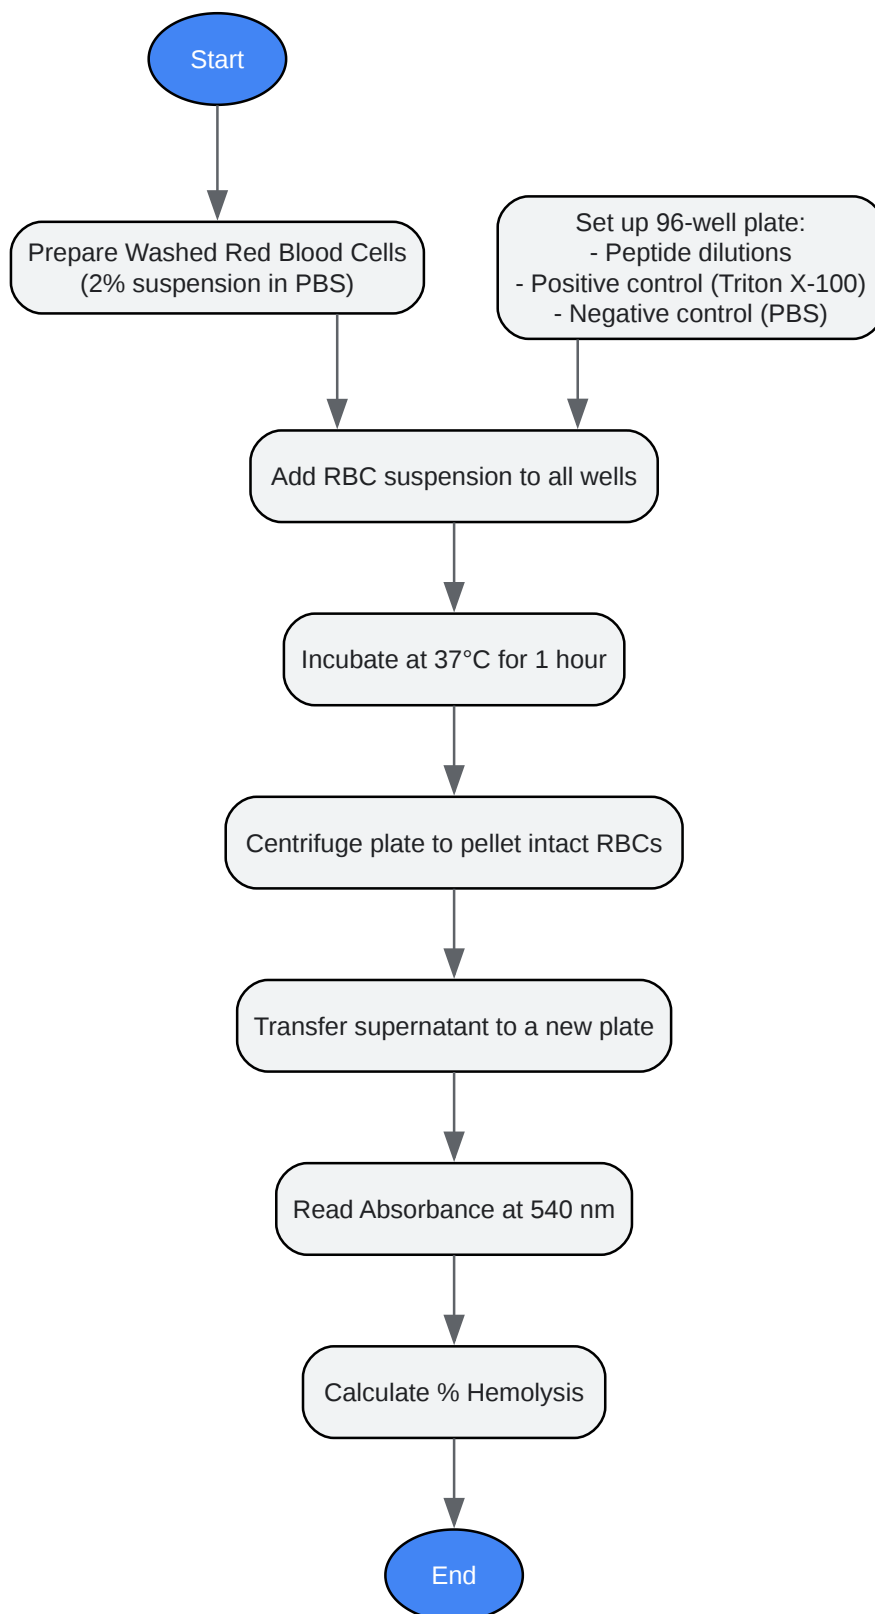 Start
Prepare Washed Red Blood Cells
(2% suspension in PBS)
Set up 96-well plate:
- Peptide dilutions
- Positive control (Triton X-100)
- Negative control (PBS)
Add RBC suspension to all wells
Incubate at 37°C for 1 hour
Centrifuge plate to pellet intact RBCs
Transfer supernatant to a new plate
Read Absorbance at 540 nm
Calculate % Hemolysis
End